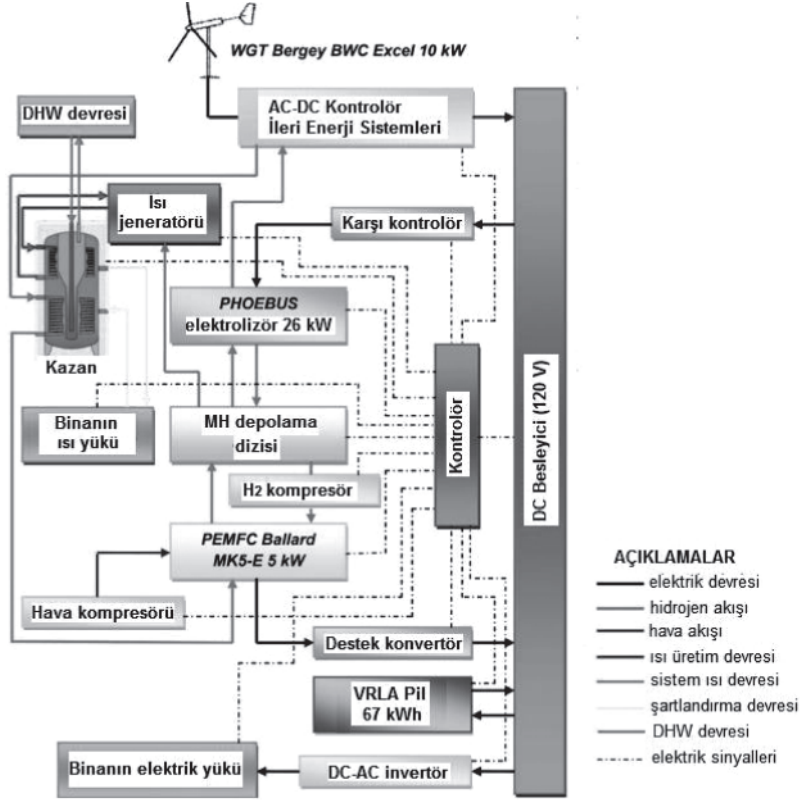 WGT Bergey BWC Excel 10 kW
AC-DC Kontrolör
İleri Enerji Sistemleri
DHW devresi
İsı
jeneratörü
Karşı kontrolör
PHOEBUS
elektrolizör 26 kW
Kazan
Binanın
ısı yükü
MH depolama
dizisi
Kontrolör
DC Besleyici (120 V)
H2 kompresör
PEMFC Ballard
MK5-E 5 kW
Hava kompresörü
Destek konvertör
VRLA Pil
67 kWh
Binanın elektrik yükü
DC-AC invertör
AÇIKLAMALAR
elektrik devresi
hidrojen akışı
hava akışı
ısı üretim devresi
sistem ısı devresi
şartlandırma devresi
DHW devresi
elektrik sinyalleri